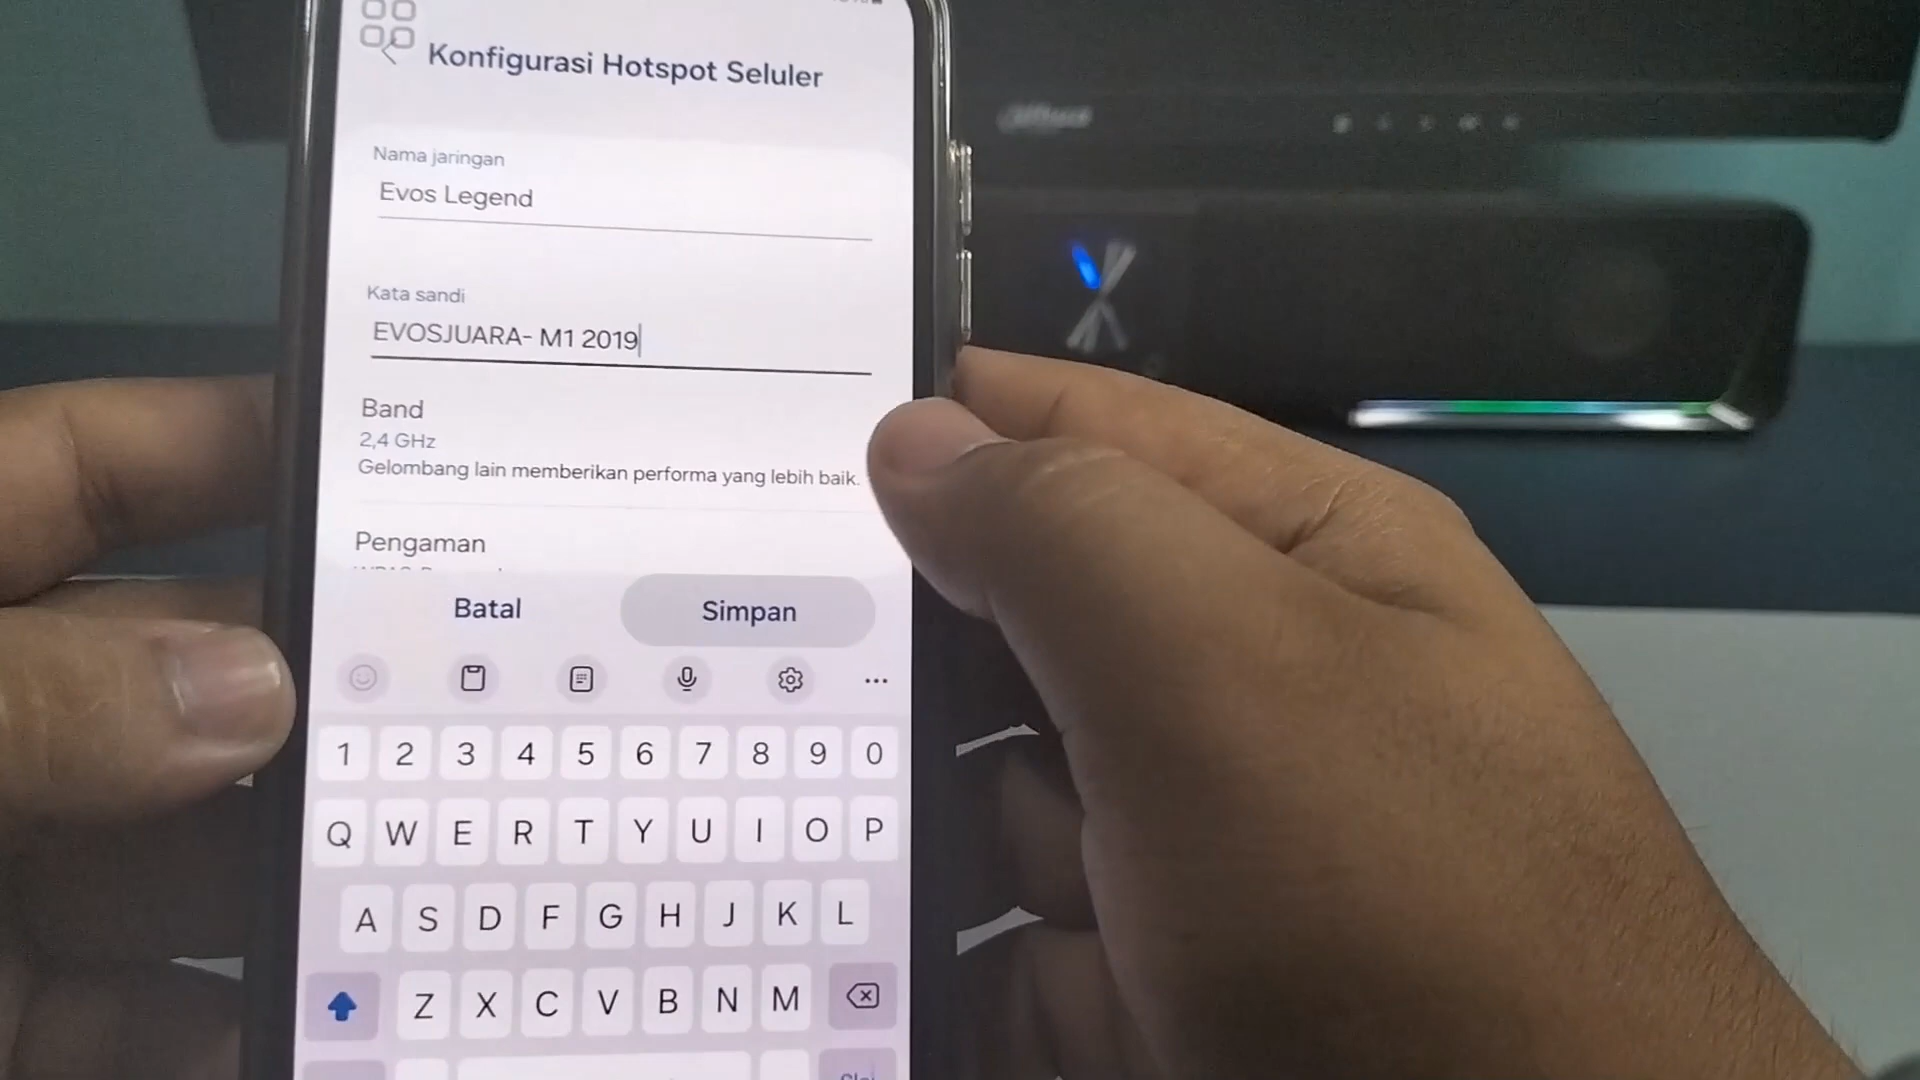 Konfigurasi Hotspot Seluler
Nama jaringan
Evos Legend
Kata sandi
EVOSJUARA- M1 2019
Band
2,4 GHz
Gelombang lain memberikan performa yang lebih baik.
Pengaman
Batal Simpan
1 2 3 4 5 6 7 8 9 0
Q W E R T Y U I O P
A S D F G H J K L
Z X C V B N M